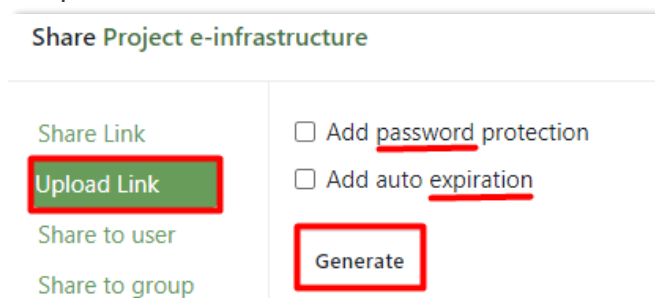 Share Project e-infrastructure
Share Link
Upload Link
Share to user
Share to group
Add password protection
Add auto expiration
Generate